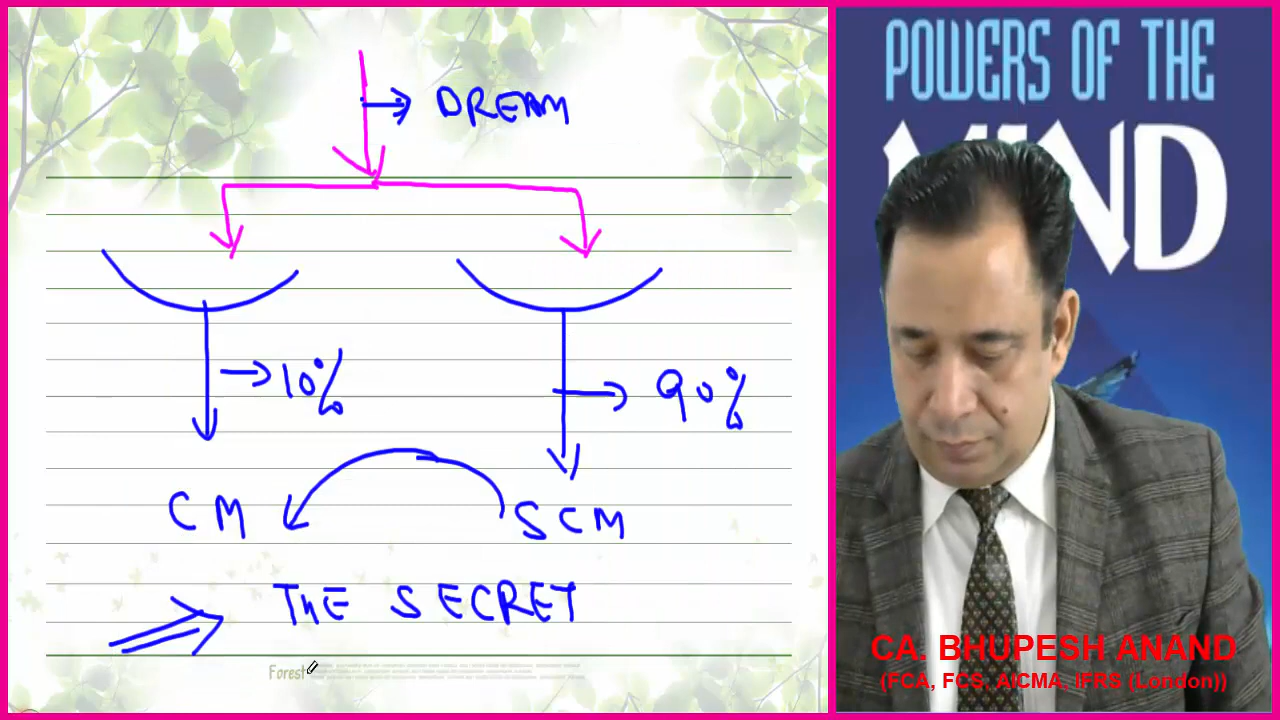 DREAM
10%
90%
CM
SCM
THE SECRET
Forest
POWERS OF THE
MIND
CA. BHUPESH ANAND
(FCA, FCS, AICMA, IFRS (London))